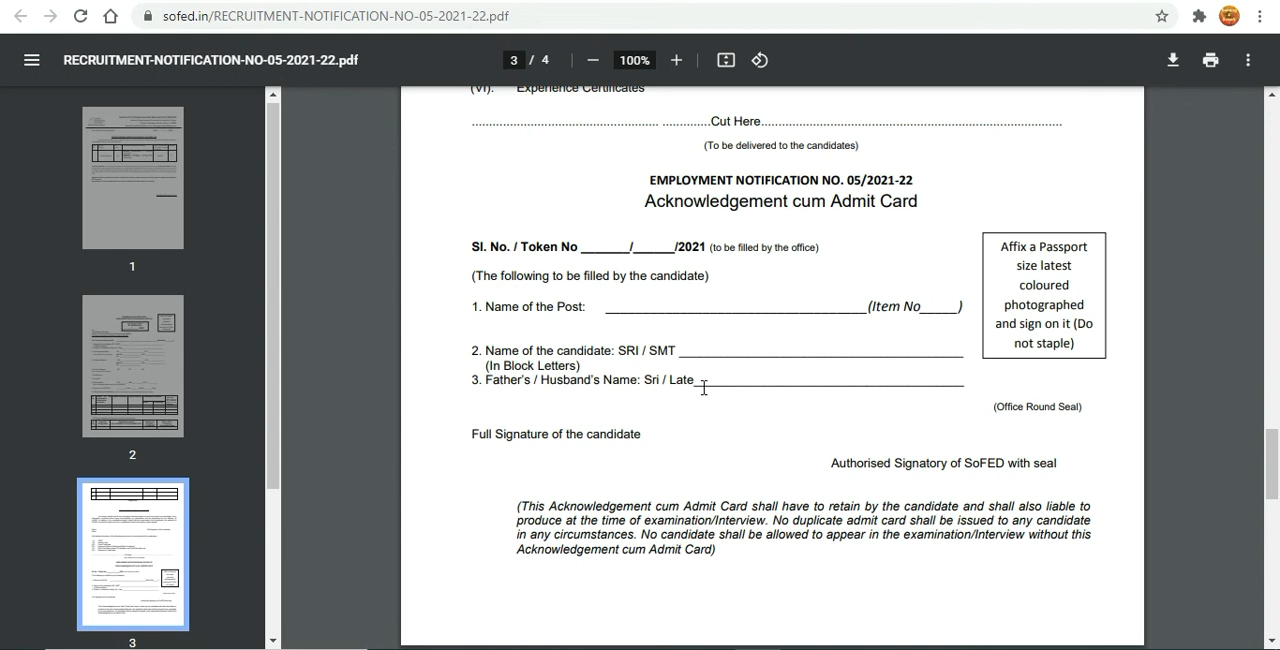 sofed.in/RECRUITMENT-NOTIFICATION-NO-05-2021-22.pdf
RECRUITMENT-NOTIFICATION-NO-05-2021-22.pdf
3 / 4
100%
1
2
3
(VI). Experience Certificates
............................................... .............Cut Here.......................................................................................
(To be delivered to the candidates)
EMPLOYMENT NOTIFICATION NO. 05/2021-22
Acknowledgement cum Admit Card
Sl. No. / Token No _______/______/2021 (to be filled by the office)
(The following to be filled by the candidate)
1. Name of the Post: ___________________________________(Item No_____)
2. Name of the candidate: SRI / SMT ______________________________________
(In Block Letters)
3. Father's / Husband's Name: Sri / Late____________________________________
Affix a Passport
size latest
coloured
photographed
and sign on it (Do
not staple)
(Office Round Seal)
Full Signature of the candidate
Authorised Signatory of SoFED with seal
(This Acknowledgement cum Admit Card shall have to retain by the candidate and shall also liable to
produce at the time of examination/Interview. No duplicate admit card shall be issued to any candidate
in any circumstances. No candidate shall be allowed to appear in the examination/Interview without this
Acknowledgement cum Admit Card)